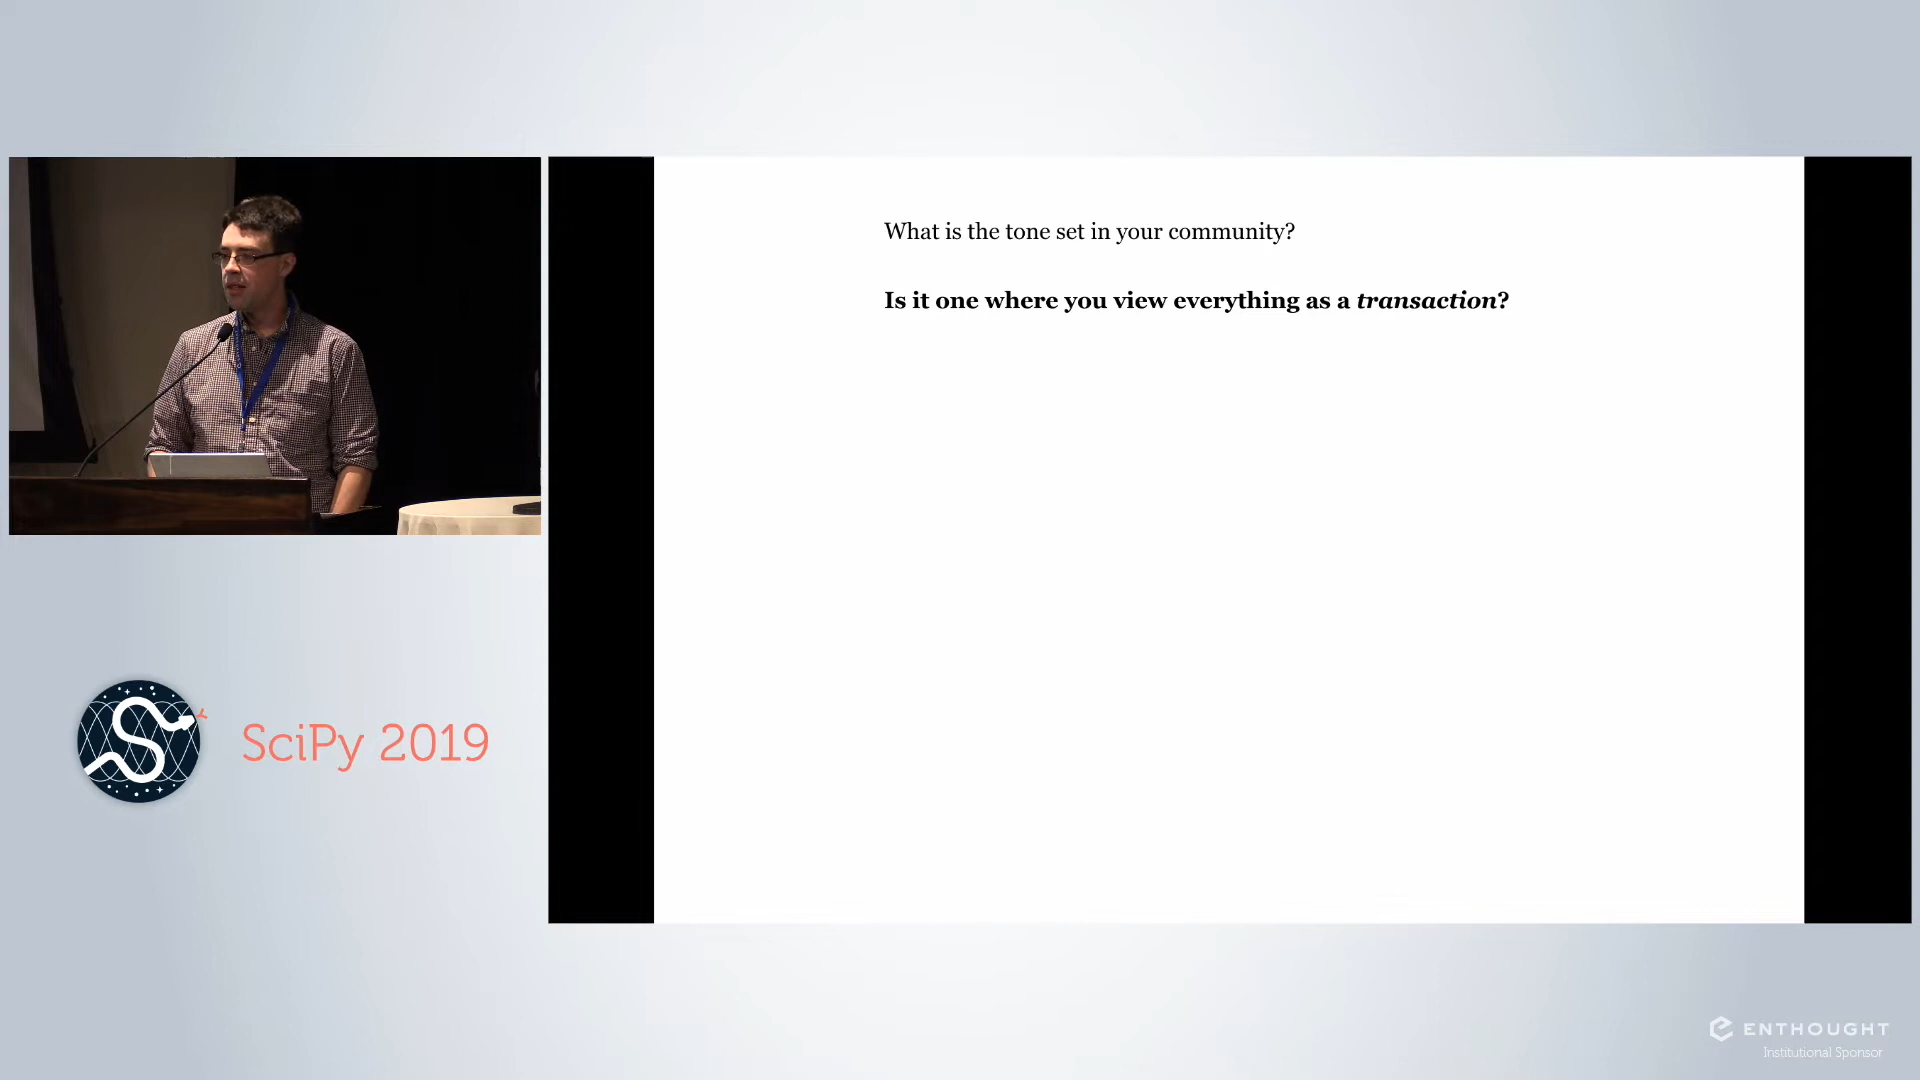 What is the tone set in your community?
Is it one where you view everything as a transaction?
SciPy 2019
ENTHOUGHT
Institutional Sponsor